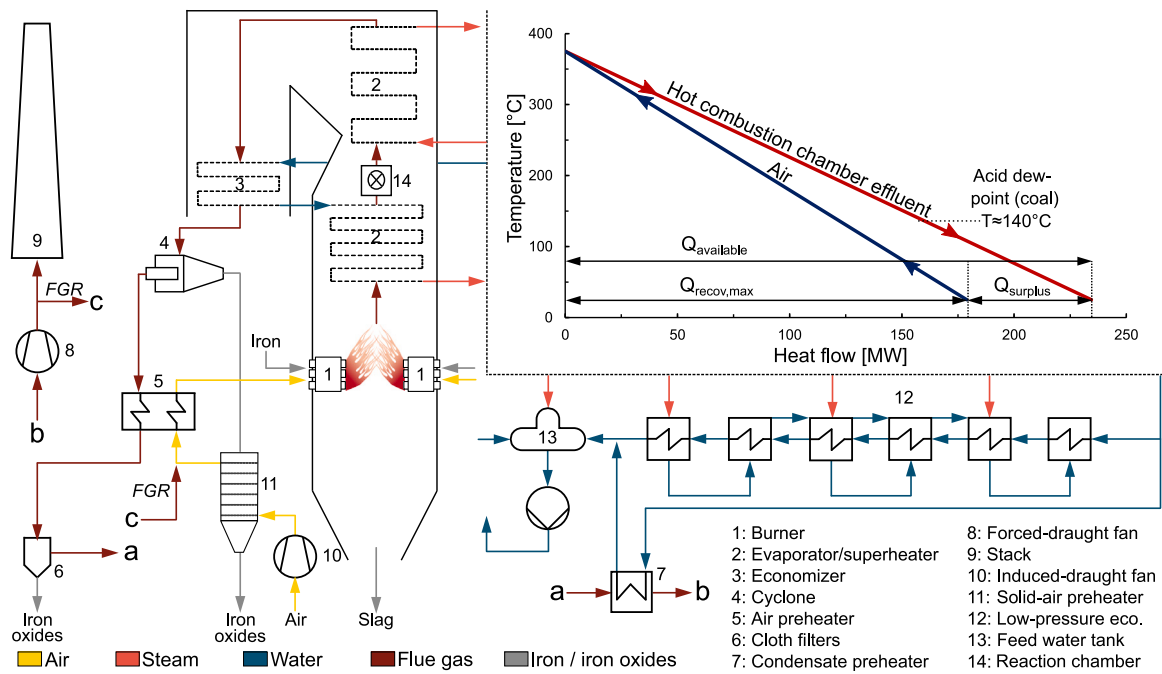 9
FGR
c
8
b
4
5
FGR
c
11
6
a
10
Iron
oxides
Iron
oxides
Air
Slag
2
14
3
2
Iron
1
1
Temperature [°C]
400
300
200
100
0
0
50
100
150
200
250
Heat flow [MW]
Hot combustion chamber effluent
Air
Acid dew-
point (coal)
T≈140°C
Qavailable
Qrecov,max
Qsurplus
12
13
a
7
b
1: Burner
2: Evaporator/superheater
3: Economizer
4: Cyclone
5: Air preheater
6: Cloth filters
7: Condensate preheater
8: Forced-draught fan
9: Stack
10: Induced-draught fan
11: Solid-air preheater
12: Low-pressure eco.
13: Feed water tank
14: Reaction chamber
Air
Steam
Water
Flue gas
Iron / iron oxides